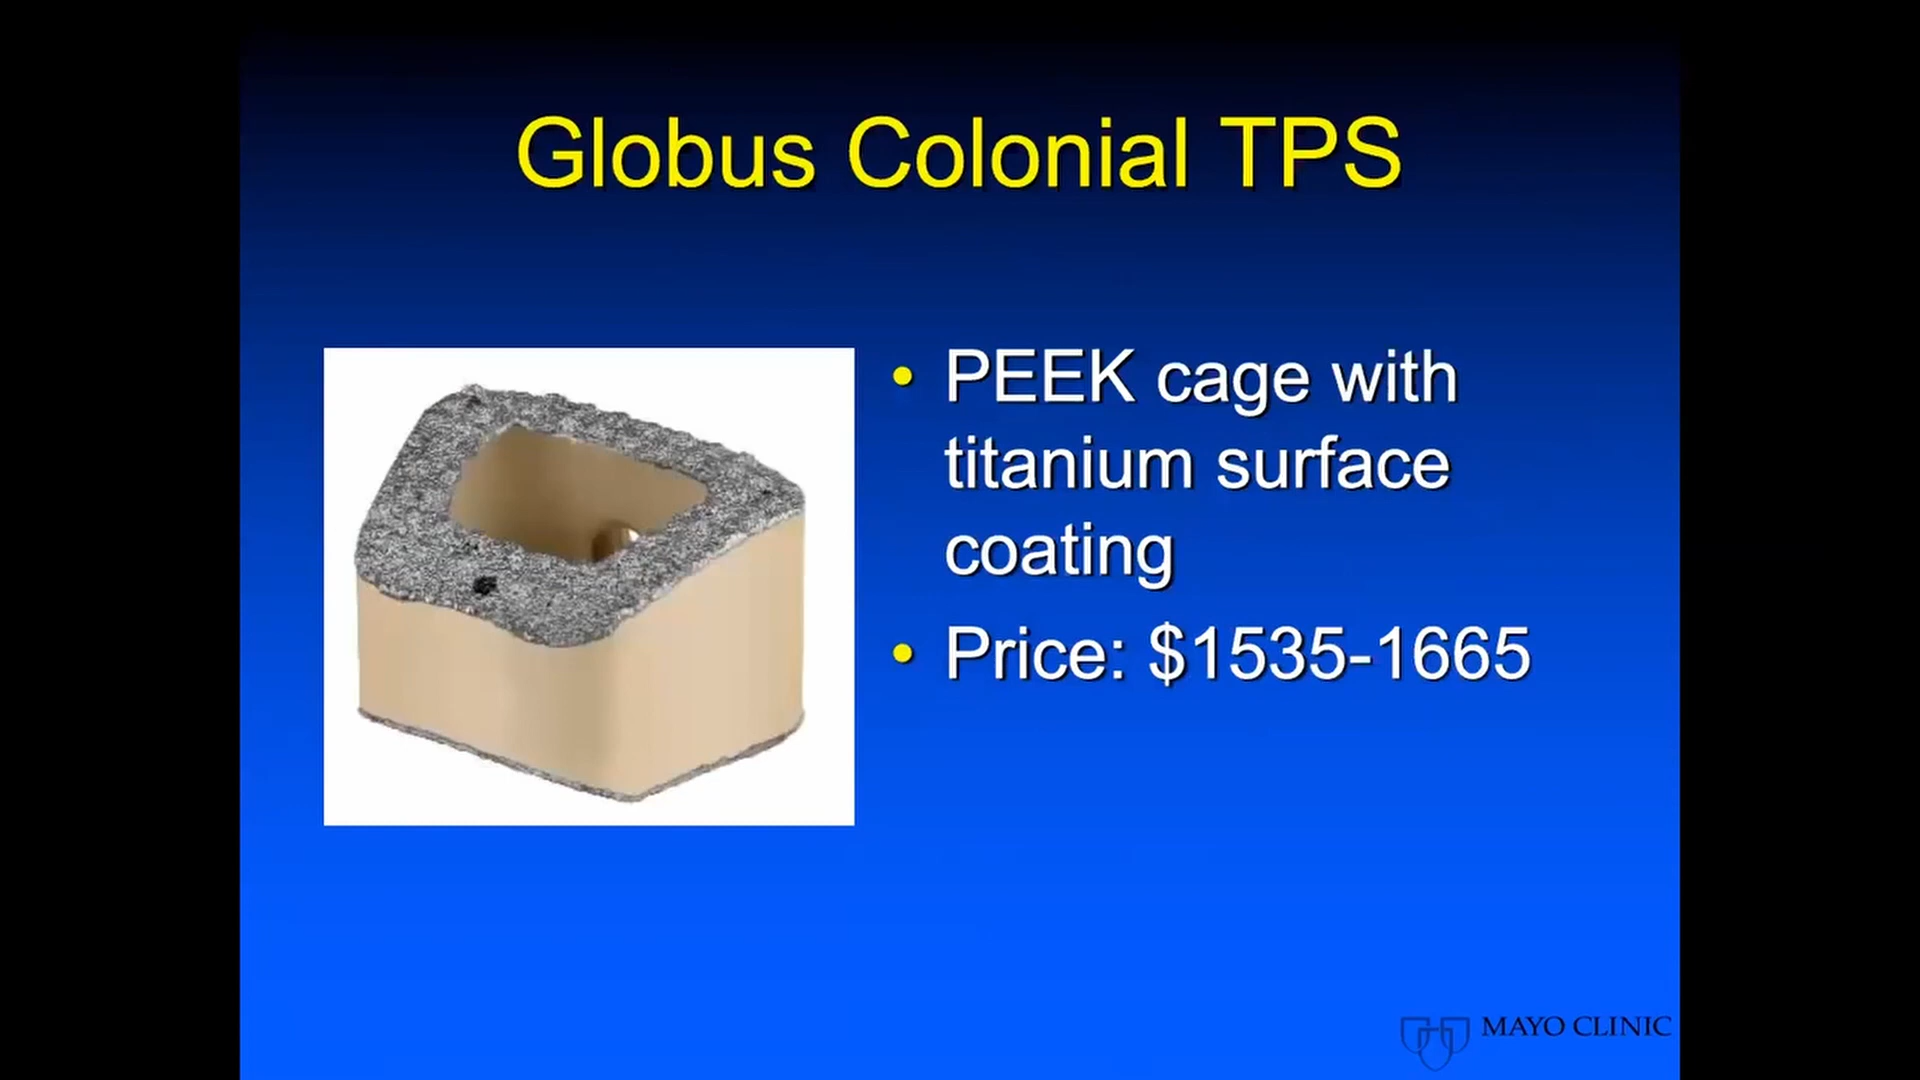 Globus Colonial TPS
• PEEK cage with
titanium surface
coating
• Price: $1535-1665
MAYO CLINIC